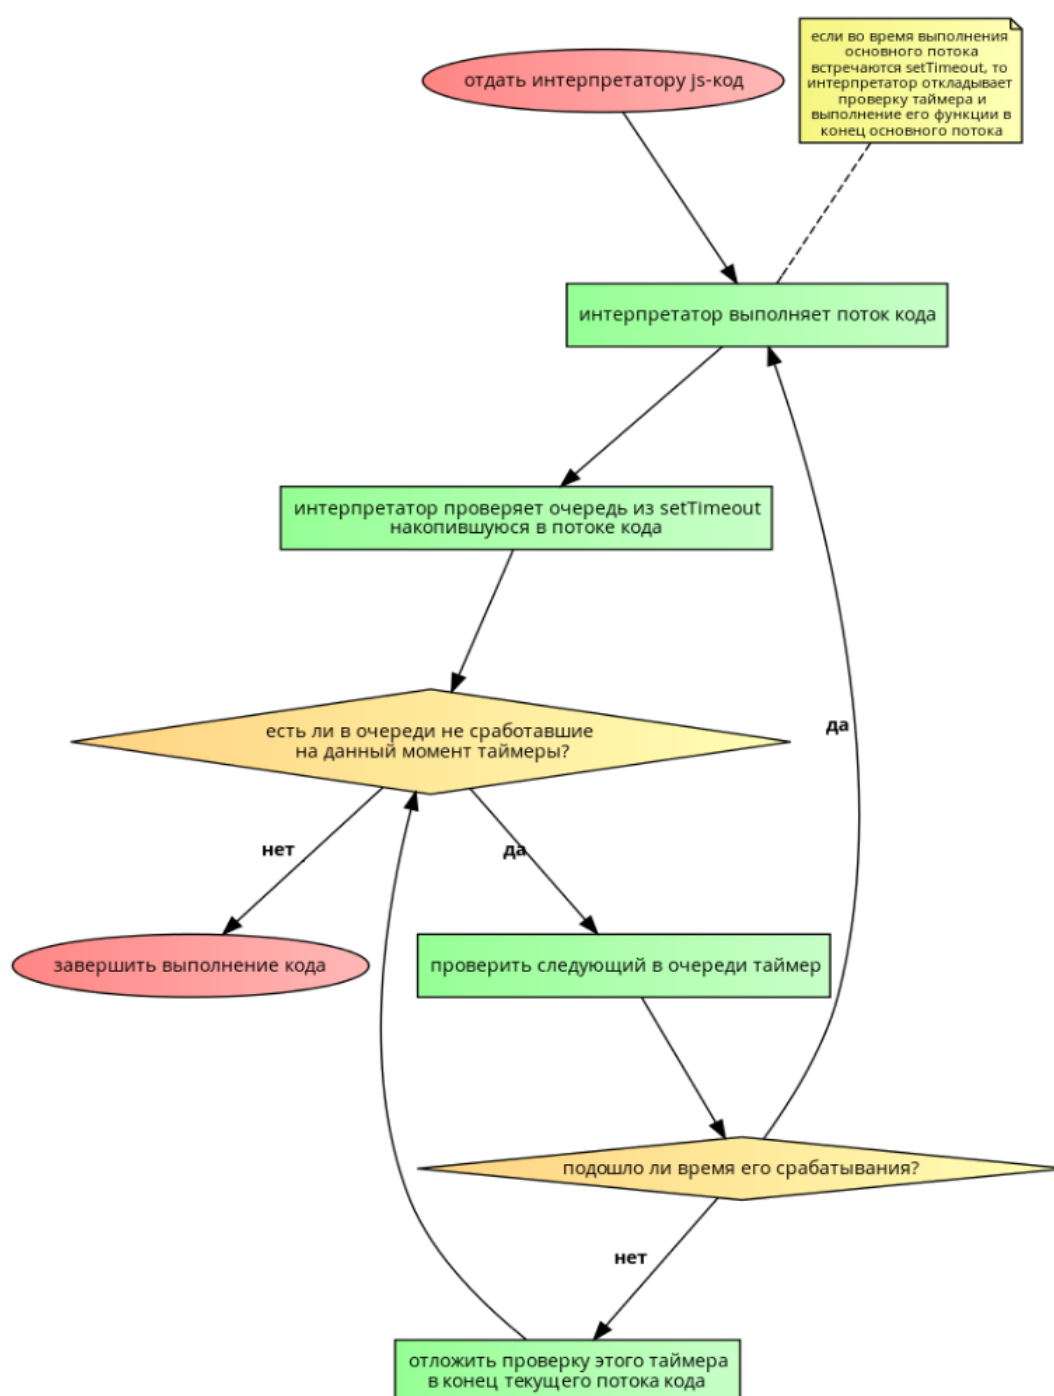 отдать интерпретатору js-код
если во время выполнения
основного потока
встречаются setTimeout, то
интерпретатор откладывает
проверку таймера и
выполнение его функции в
конец основного потока
интерпретатор выполняет поток кода
интерпретатор проверяет очередь из setTimeout
накопившуюся в потоке кода
есть ли в очереди не сработавшие
на данный момент таймеры?
да
нет
да
завершить выполнение кода
проверить следующий в очереди таймер
подошло ли время его срабатывания?
нет
отложить проверку этого таймера
в конец текущего потока кода